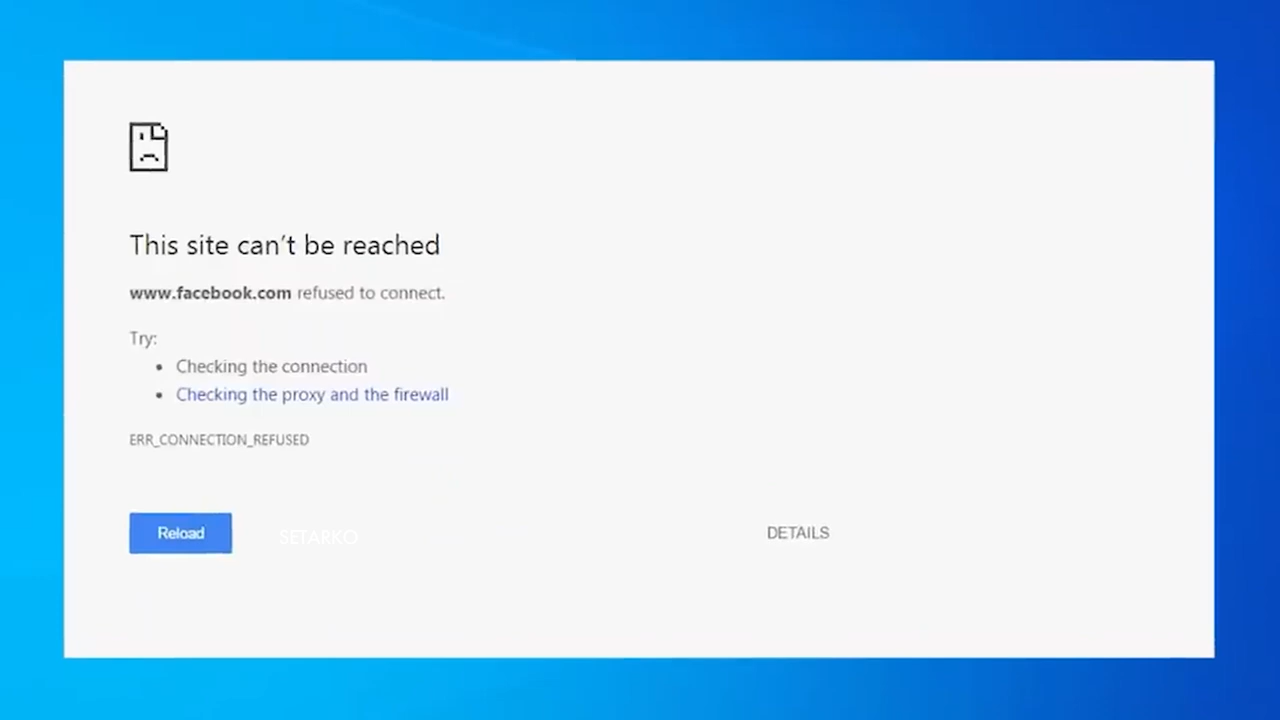 This site can't be reached
www.facebook.com refused to connect.
Try:
Checking the connection
Checking the proxy and the firewall
ERR_CONNECTION_REFUSED
Reload
SETARKO
DETAILS